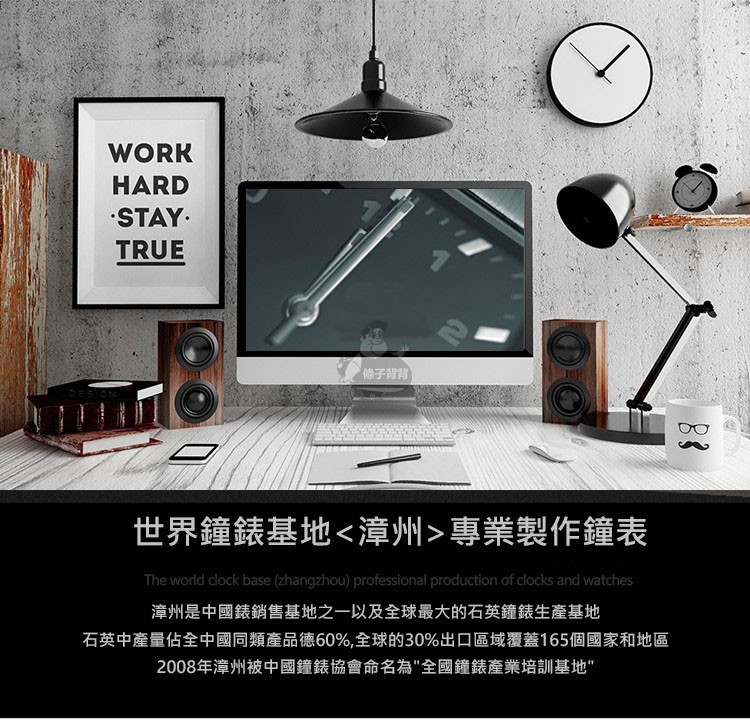 WORK
HARD
·STAY·
TRUE
1
2
DESIGN
條子背背
世界鐘錶基地<漳州>專業製作鐘表
The world clock base (zhangzhou) professional production of clocks and watches
漳州是中國錶銷售基地之一以及全球最大的石英鐘錶生產基地
石英中產量佔全中國同類產品德60%,全球的30%出口區域覆蓋165個國家和地區
2008年漳州被中國鐘錶協會命名為"全國鐘錶產業培訓基地"